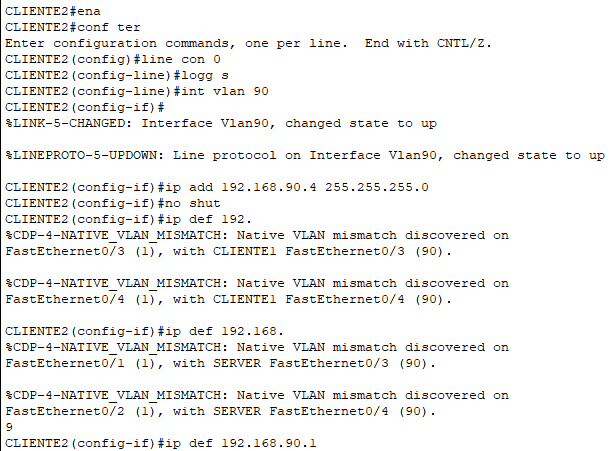 CLIENTE2#ena
CLIENTE2#conf ter
Enter configuration commands, one per line.  End with CNTL/Z.
CLIENTE2(config)#line con 0
CLIENTE2(config-line)#logg s
CLIENTE2(config-line)#int vlan 90
CLIENTE2(config-if)#
%LINK-5-CHANGED: Interface Vlan90, changed state to up
%LINEPROTO-5-UPDOWN: Line protocol on Interface Vlan90, changed state to up
CLIENTE2(config-if)#ip add 192.168.90.4 255.255.255.0
CLIENTE2(config-if)#no shut
CLIENTE2(config-if)#ip def 192.
%CDP-4-NATIVE_VLAN_MISMATCH: Native VLAN mismatch discovered on
FastEthernet0/3 (1), with CLIENTE1 FastEthernet0/3 (90).
%CDP-4-NATIVE_VLAN_MISMATCH: Native VLAN mismatch discovered on
FastEthernet0/4 (1), with CLIENTE1 FastEthernet0/4 (90).
CLIENTE2(config-if)#ip def 192.168.
%CDP-4-NATIVE_VLAN_MISMATCH: Native VLAN mismatch discovered on
FastEthernet0/1 (1), with SERVER FastEthernet0/3 (90).
%CDP-4-NATIVE_VLAN_MISMATCH: Native VLAN mismatch discovered on
FastEthernet0/2 (1), with SERVER FastEthernet0/4 (90).
9
CLIENTE2(config-if)#ip def 192.168.90.1